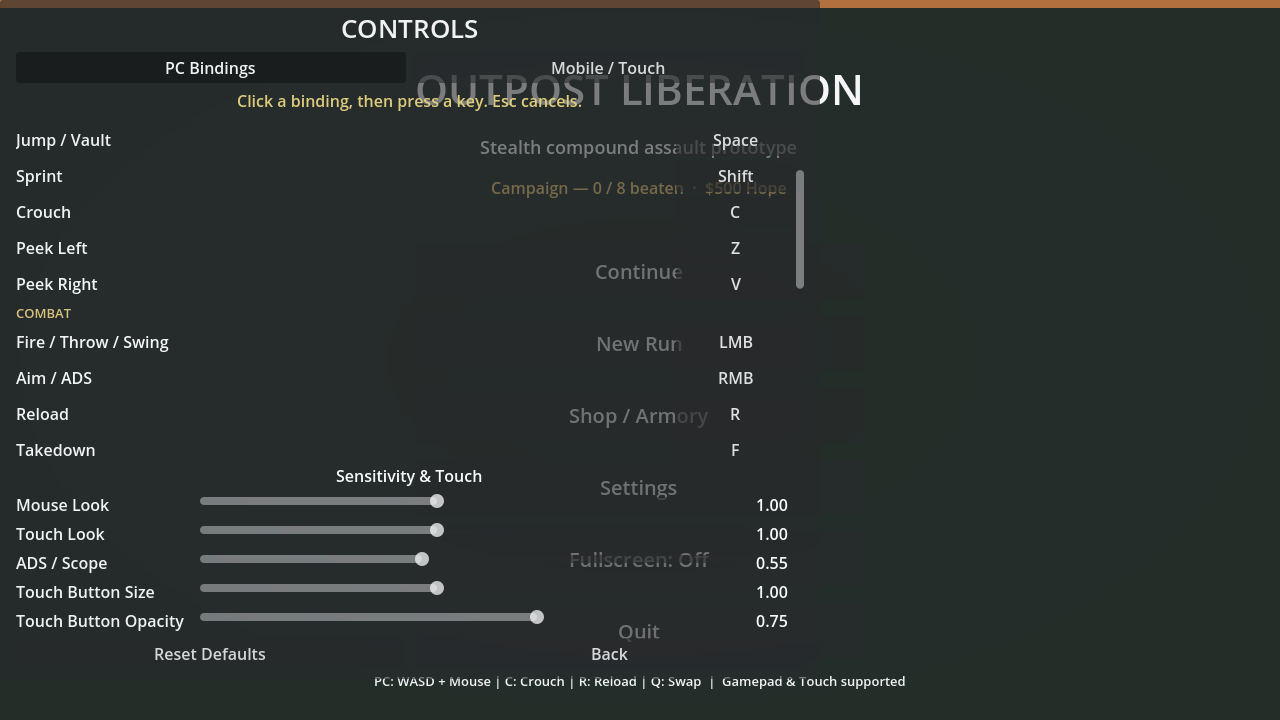 CONTROLS
PC Bindings
Mobile / Touch
OUTPOST LIBERATION
Click a binding, then press a key. Esc cancels.
Jump / Vault Space
Stealth compound assault prototype
Sprint Shift
Campaign — 0 / 8 beaten · $500 Hope
Crouch C
Peek Left Z
Continue
Peek Right V
COMBAT
Fire / Throw / Swing LMB
New Run
Aim / ADS RMB
Reload R
Shop / Armory
Takedown F
Sensitivity & Touch
Settings
Mouse Look 1.00
Touch Look 1.00
ADS / Scope 0.55
Fullscreen: Off
Touch Button Size 1.00
Touch Button Opacity 0.75
Quit
Reset Defaults Back
PC: WASD + Mouse | C: Crouch | R: Reload | Q: Swap | Gamepad & Touch supported